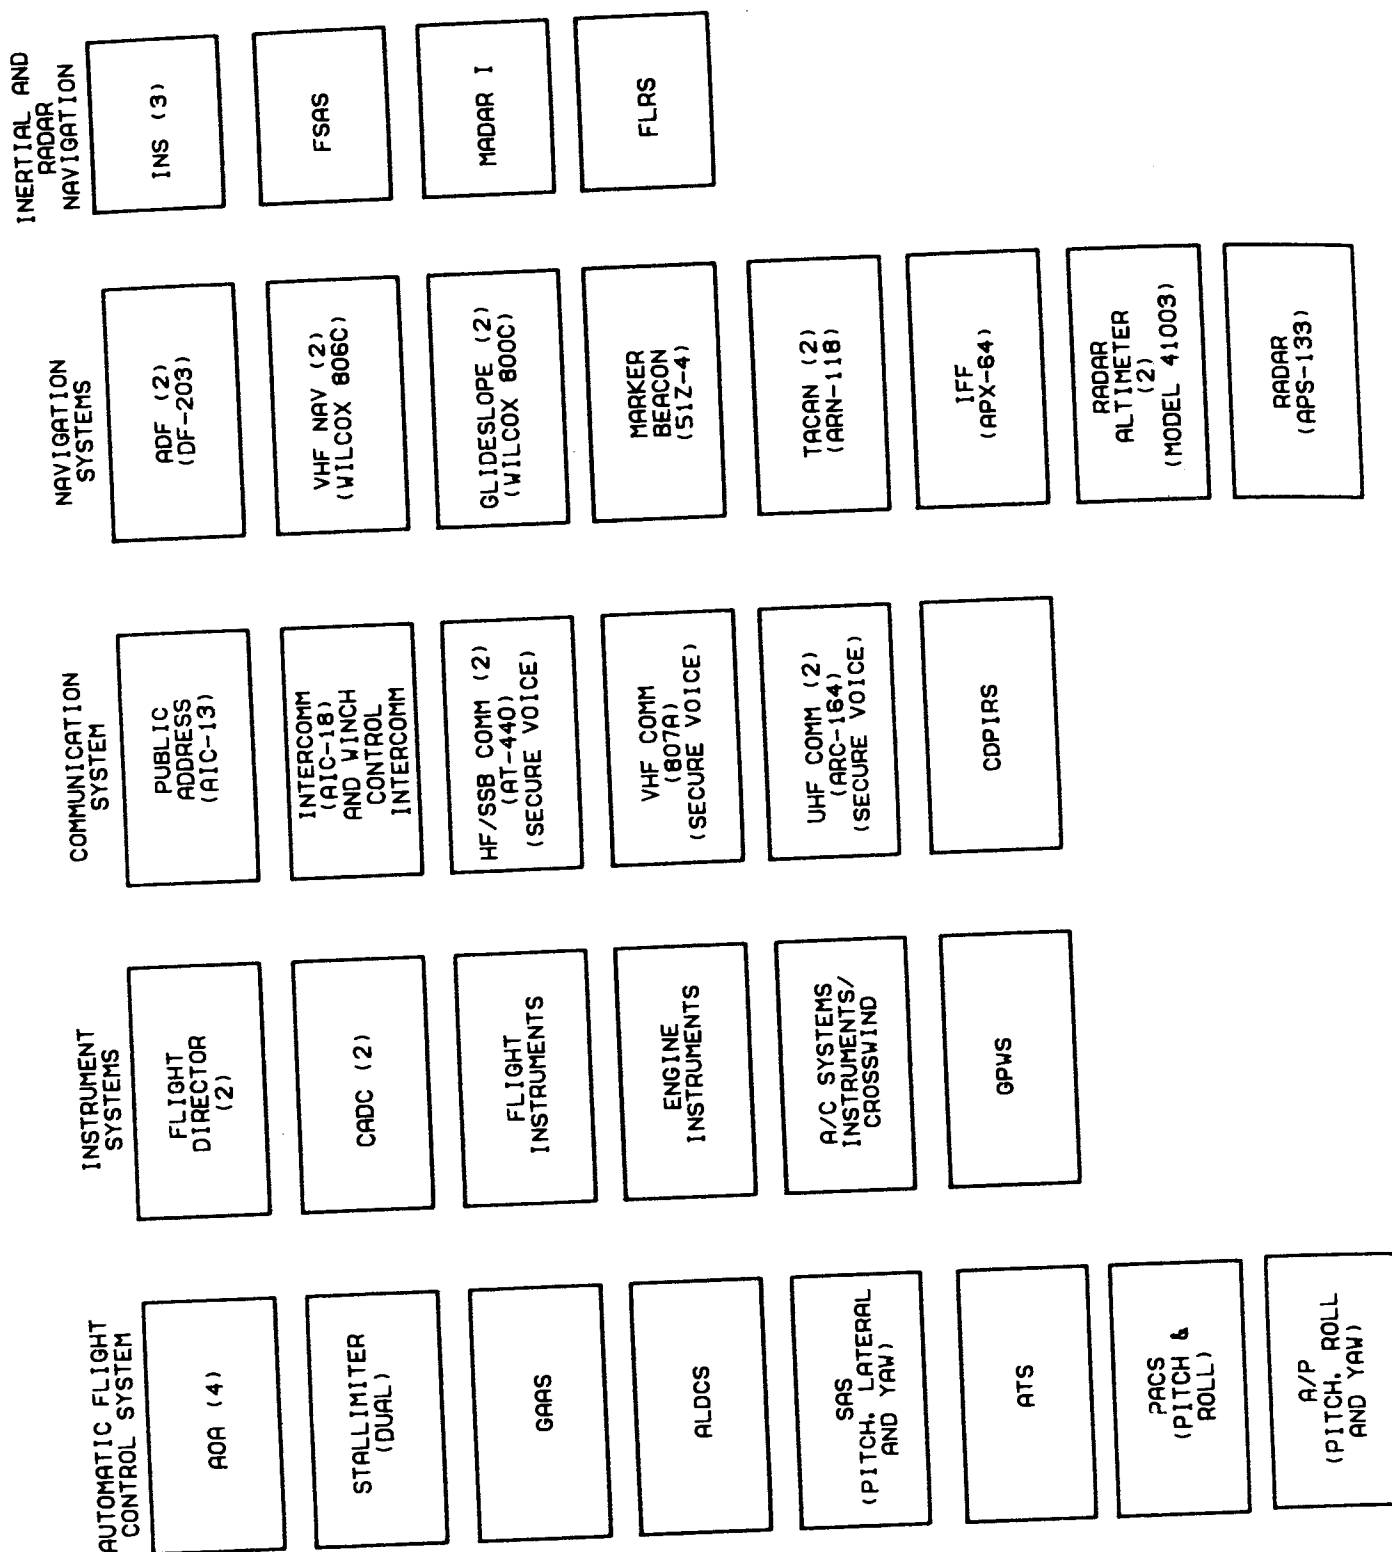 AUTOMATIC FLIGHT
CONTROL SYSTEM
AOA (4)
STALLIMITER
(DUAL)
GAAS
ALDCS
SAS
(PITCH, LATERAL
AND YAW)
ATS
PACS
(PITCH &
ROLL)
A/P
(PITCH, ROLL
AND YAW)
INSTRUMENT
SYSTEMS
FLIGHT
DIRECTOR
(2)
CADC (2)
FLIGHT
INSTRUMENTS
ENGINE
INSTRUMENTS
A/C SYSTEMS
INSTRUMENTS/
CROSSWIND
GPWS
COMMUNICATION
SYSTEM
PUBLIC
ADDRESS
(AIC-13)
INTERCOMM
(AIC-18)
AND WINCH
CONTROL
INTERCOMM
HF/SSB COMM (2)
(AT-440)
(SECURE VOICE)
VHF COMM
(807A)
(SECURE VOICE)
UHF COMM (2)
(ARC-164)
(SECURE VOICE)
CDPIRS
NAVIGATION
SYSTEMS
ADF (2)
(DF-203)
VHF NAV (2)
(WILCOX 806C)
GLIDESLOPE (2)
(WILCOX 800C)
MARKER
BEACON
(51Z-4)
TACAN (2)
(ARN-118)
IFF
(APX-64)
RADAR
ALTIMETER
(2)
(MODEL 41003)
RADAR
(APS-133)
INERTIAL AND
RADAR
NAVIGATION
INS (3)
FSAS
MADAR I
FLRS